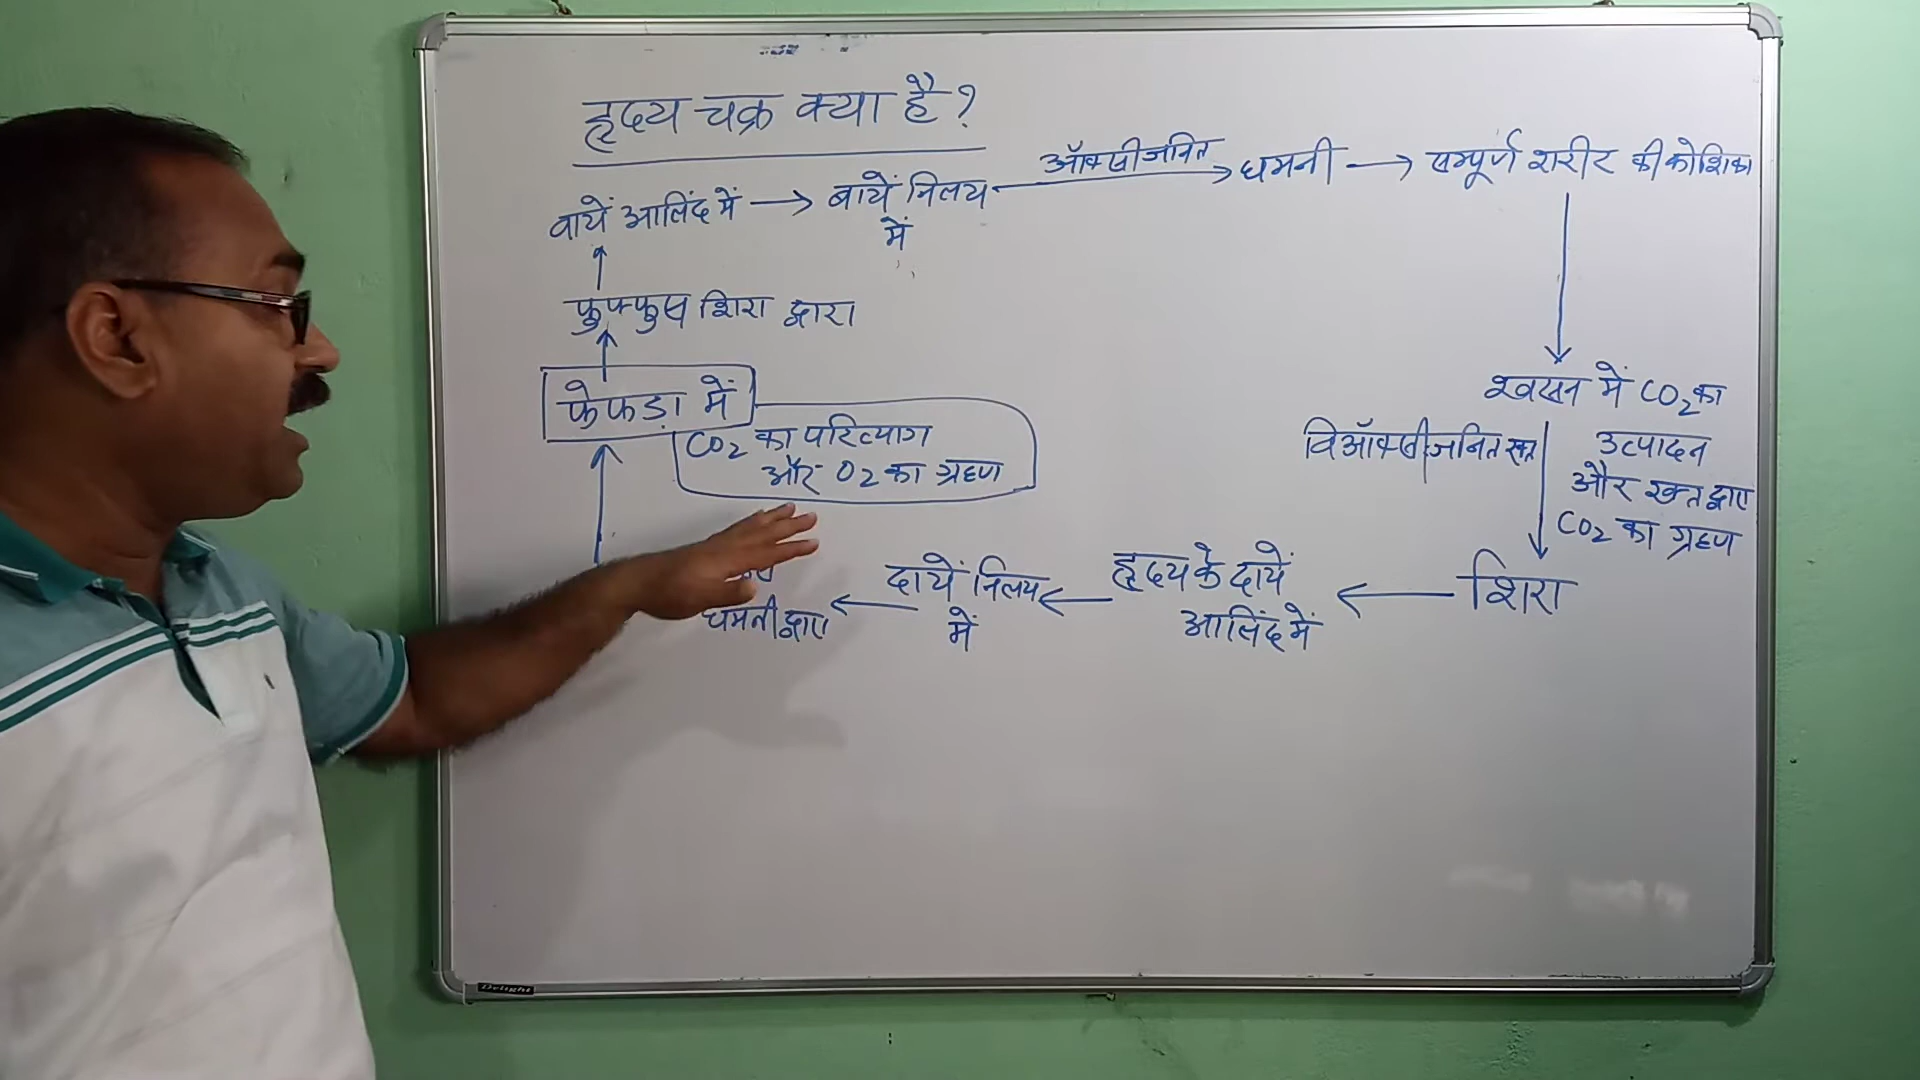 हृदय चक्र क्या है?
वायें आलिंद में → बायें निलय में
ऑक्सीजनित
धमनी → सम्पूर्ण शरीर की कोशिका
फुफ्फुस शिरा द्वारा
फेफड़ा में
CO2 का परित्याग
और O2 का ग्रहण
श्वसन में CO2 का
उत्पादन
और रक्त द्वारा
CO2 का ग्रहण
विऑक्सीजनित रक्त
शिरा
हृदय के दायें
आलिंद में
दायें निलय
में
धमनी द्वारा
Delight